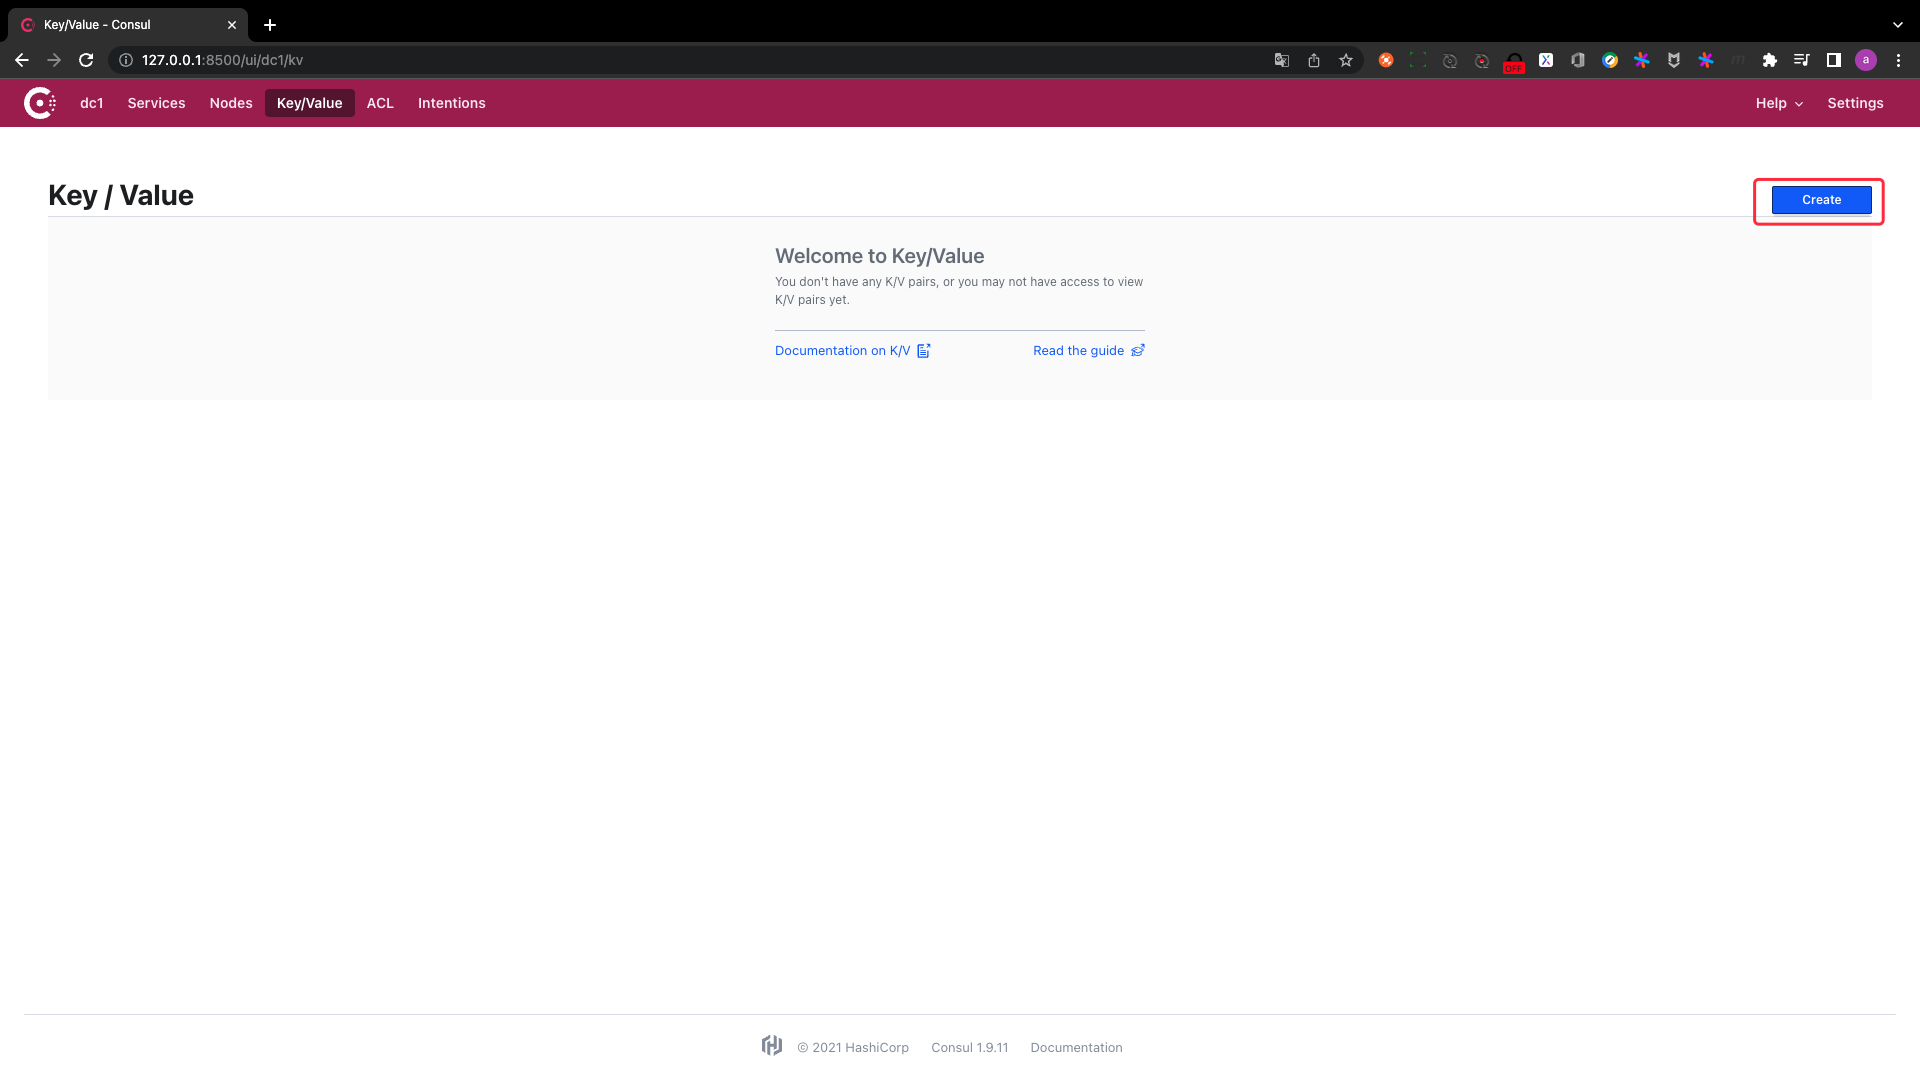 Key/Value - Consul
127.0.0.1:8500/ui/dc1/kv
OFF
a
dc1 Services Nodes Key/Value ACL Intentions Help Settings
Key / Value
Create
Welcome to Key/Value
You don't have any K/V pairs, or you may not have access to view
K/V pairs yet.
Documentation on K/V Read the guide
© 2021 HashiCorp Consul 1.9.11 Documentation